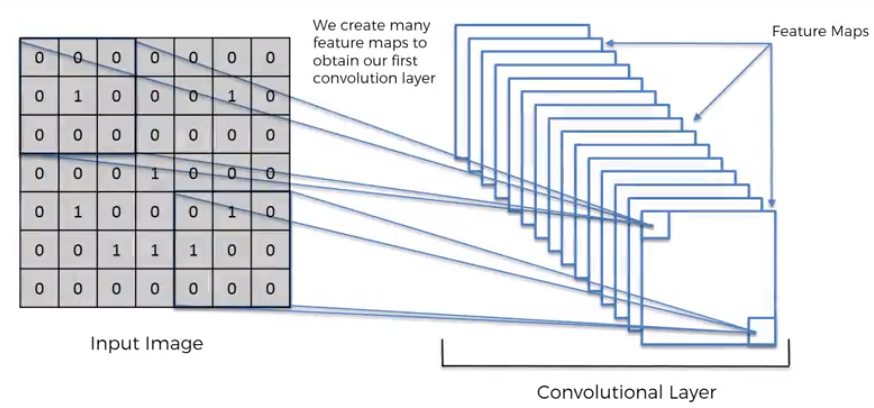 We create many
feature maps to
obtain our first
convolution layer
Feature Maps
0 0 0 0 0 0 0
0 1 0 0 0 1 0
0 0 0 0 0 0 0
0 0 0 1 0 0 0
0 1 0 0 0 1 0
0 0 1 1 1 0 0
0 0 0 0 0 0 0
Input Image
Convolutional Layer